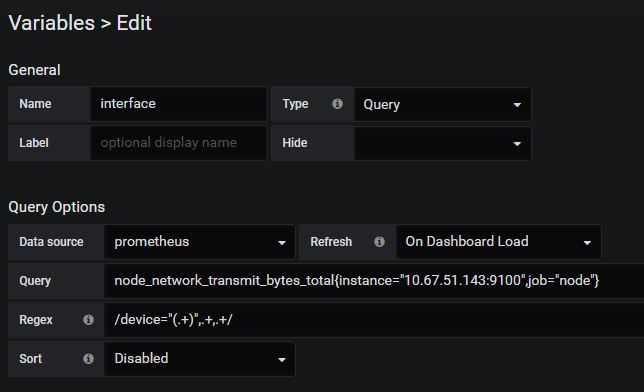 Variables > Edit
General
Name interface Type Query
Label optional display name Hide
Query Options
Data source prometheus Refresh On Dashboard Load
Query node_network_transmit_bytes_total{instance="10.67.51.143:9100",job="node"}
Regex /device="(.+)",.+,.+/
Sort Disabled